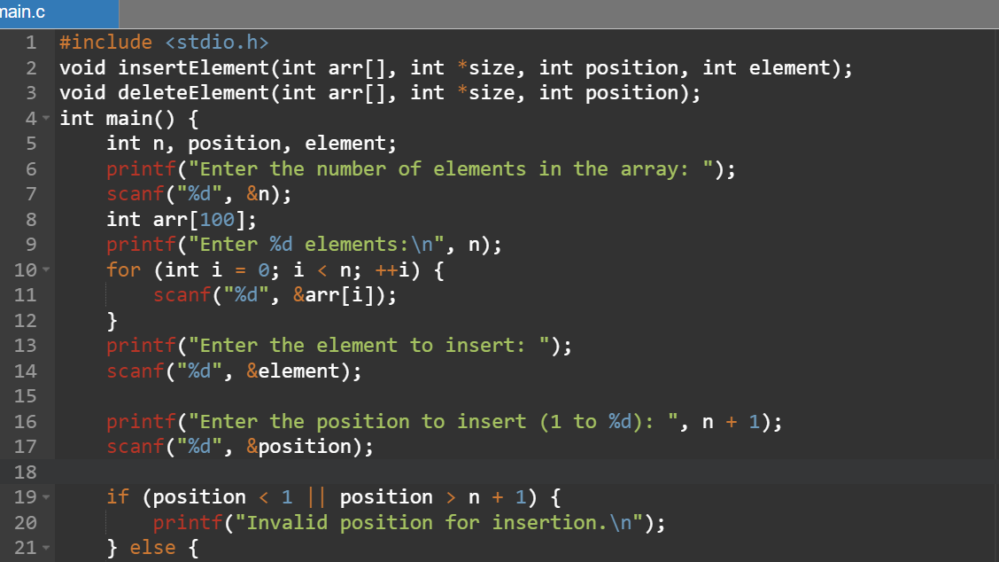 main.c
1 #include <stdio.h>
2 void insertElement(int arr[], int *size, int position, int element);
3 void deleteElement(int arr[], int *size, int position);
4 int main() {
5     int n, position, element;
6     printf("Enter the number of elements in the array: ");
7     scanf("%d", &n);
8     int arr[100];
9     printf("Enter %d elements:\n", n);
10     for (int i = 0; i < n; ++i) {
11         scanf("%d", &arr[i]);
12     }
13     printf("Enter the element to insert: ");
14     scanf("%d", &element);
15
16     printf("Enter the position to insert (1 to %d): ", n + 1);
17     scanf("%d", &position);
18
19     if (position < 1 || position > n + 1) {
20         printf("Invalid position for insertion.\n");
21     } else {